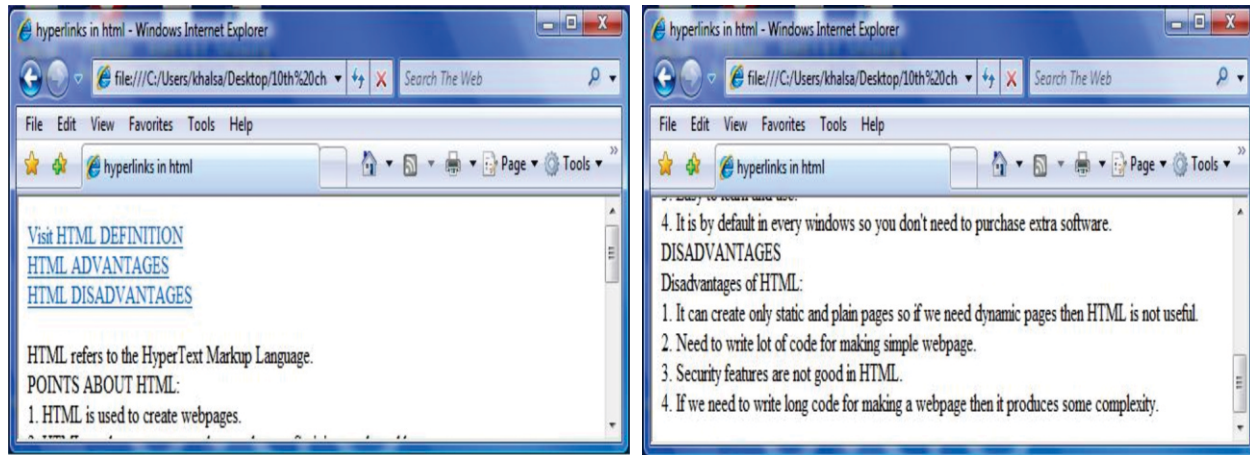 hyperlinks in html - Windows Internet Explorer
file:///C:/Users/khalsa/Desktop/10th%20ch
Search The Web
File Edit View Favorites Tools Help
hyperlinks in html
Page Tools
Visit HTML DEFINITION
HTML ADVANTAGES
HTML DISADVANTAGES
HTML refers to the HyperText Markup Language.
POINTS ABOUT HTML:
1. HTML is used to create webpages.
hyperlinks in html - Windows Internet Explorer
file:///C:/Users/khalsa/Desktop/10th%20ch
Search The Web
File Edit View Favorites Tools Help
hyperlinks in html
Page Tools
3. Easy to learn and use.
4. It is by default in every windows so you don't need to purchase extra software.
DISADVANTAGES
Disadvantages of HTML:
1. It can create only static and plain pages so if we need dynamic pages then HTML is not useful.
2. Need to write lot of code for making simple webpage.
3. Security features are not good in HTML.
4. If we need to write long code for making a webpage then it produces some complexity.